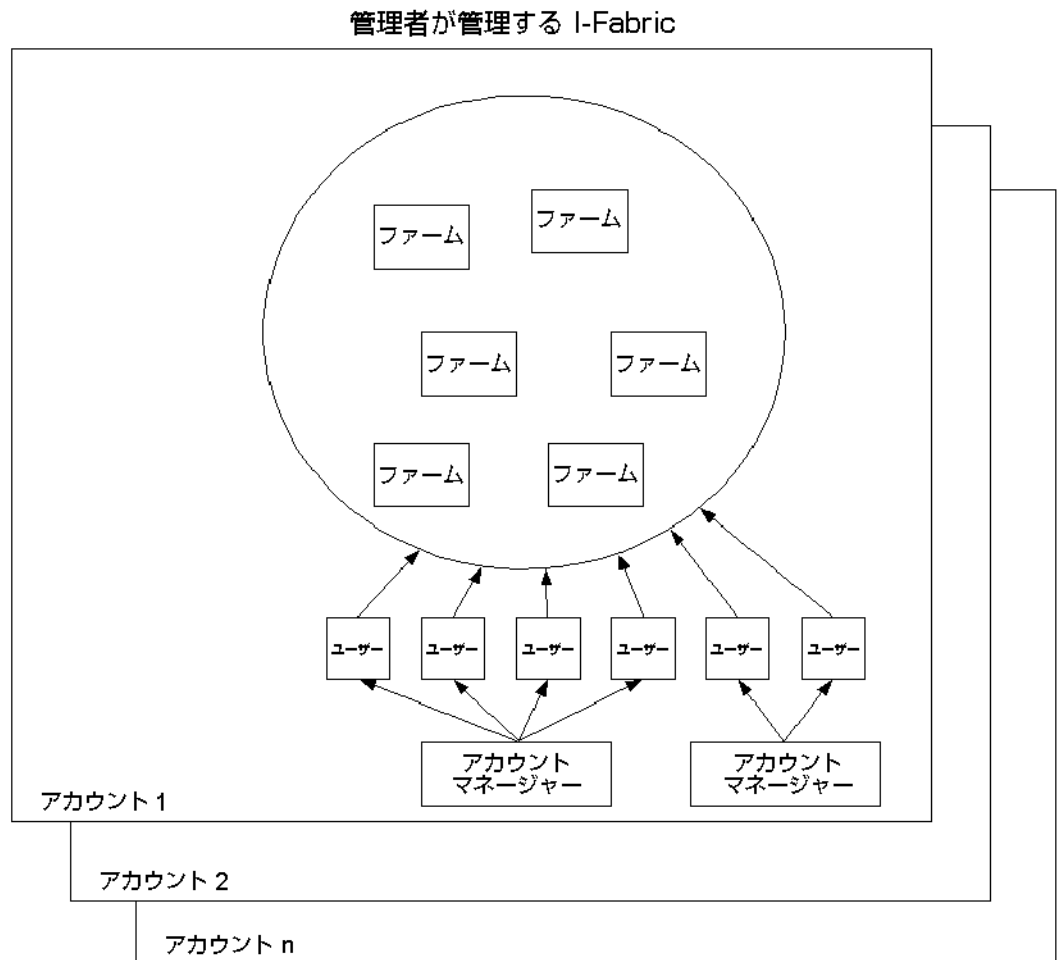 管理者が管理する I-Fabric
ファーム
ファーム
ファーム
ファーム
ファーム
ファーム
ユーザー
ユーザー
ユーザー
ユーザー
ユーザー
ユーザー
アカウント
マネージャー
アカウント
マネージャー
アカウント 1
アカウント 2
アカウント n